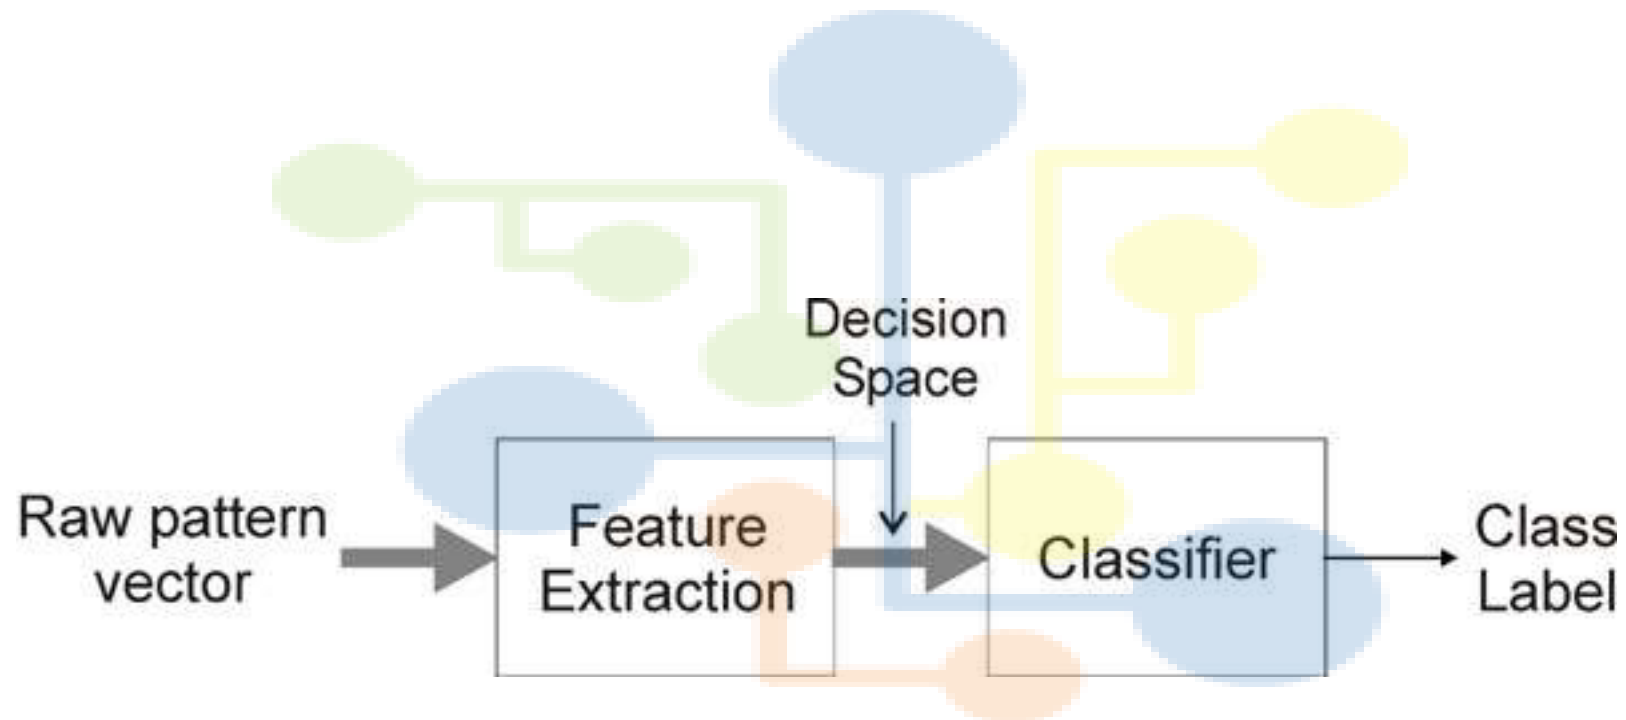 Decision
Space
Raw pattern
vector
Feature
Extraction
Classifier
Class
Label